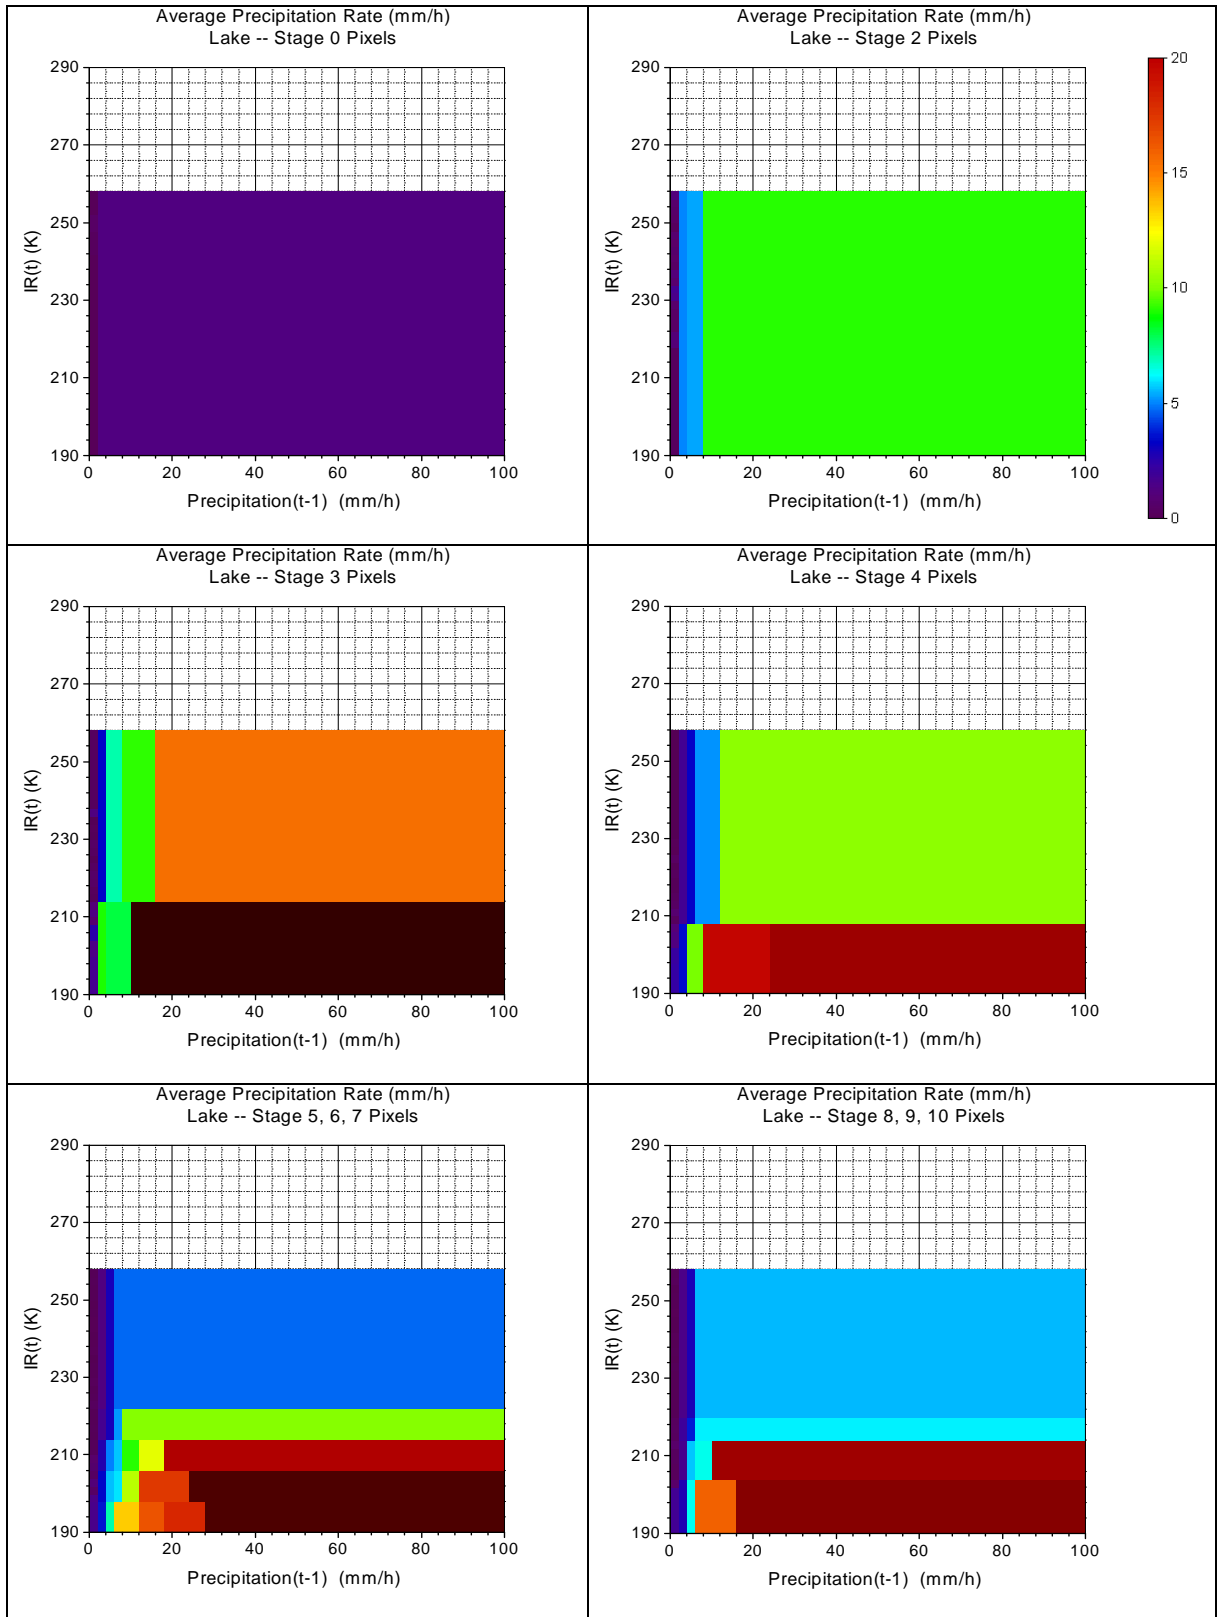 Average Precipitation Rate (mm/h)
Lake -- Stage 0 Pixels
290
270
250
230
210
190
IR(t) (K)
0 20 40 60 80 100
Precipitation(t-1) (mm/h)
Average Precipitation Rate (mm/h)
Lake -- Stage 2 Pixels
290
270
250
230
210
190
IR(t) (K)
0 20 40 60 80 100
Precipitation(t-1) (mm/h)
20
15
10
5
0
Average Precipitation Rate (mm/h)
Lake -- Stage 3 Pixels
290
270
250
230
210
190
IR(t) (K)
0 20 40 60 80 100
Precipitation(t-1) (mm/h)
Average Precipitation Rate (mm/h)
Lake -- Stage 4 Pixels
290
270
250
230
210
190
IR(t) (K)
0 20 40 60 80 100
Precipitation(t-1) (mm/h)
Average Precipitation Rate (mm/h)
Lake -- Stage 5, 6, 7 Pixels
290
270
250
230
210
190
IR(t) (K)
0 20 40 60 80 100
Precipitation(t-1) (mm/h)
Average Precipitation Rate (mm/h)
Lake -- Stage 8, 9, 10 Pixels
290
270
250
230
210
190
IR(t) (K)
0 20 40 60 80 100
Precipitation(t-1) (mm/h)